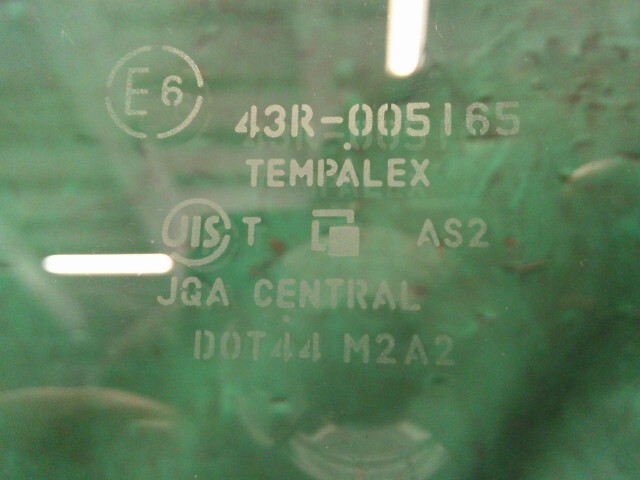 E6
43R-005165
TEMPALEX
JIS T AS2
JQA CENTRAL
DOT44 M2A2